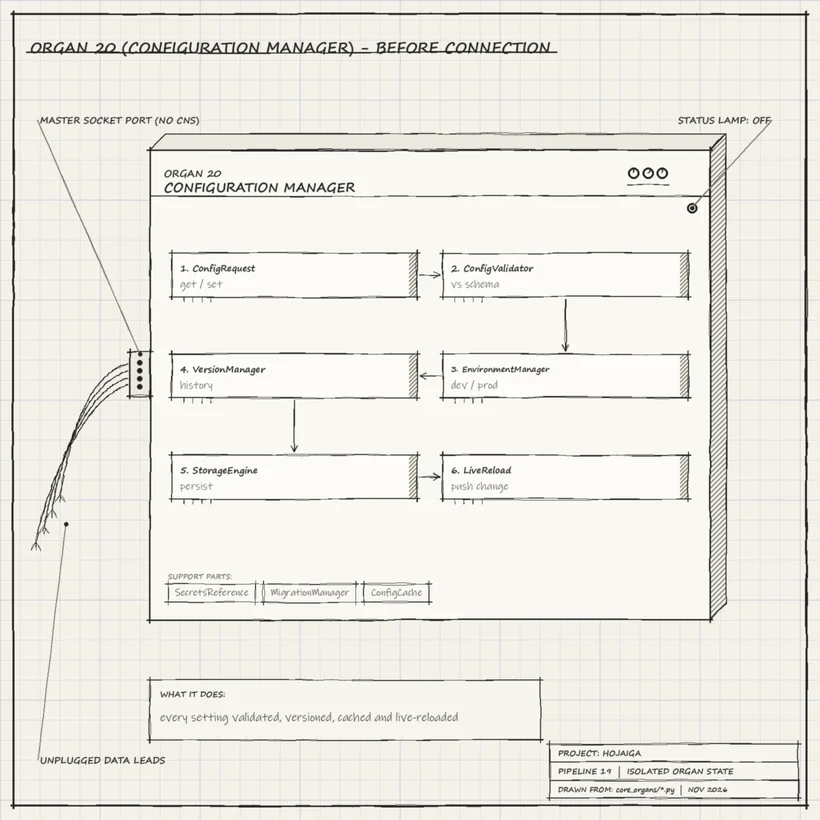 ORGAN 20 (CONFIGURATION MANAGER) - BEFORE CONNECTION
MASTER SOCKET PORT (NO CNS)
STATUS LAMP: OFF
ORGAN 20
CONFIGURATION MANAGER
1. ConfigRequest
get / set
2. ConfigValidator
vs schema
4. VersionManager
history
3. EnvironmentManager
dev / prod
5. StorageEngine
persist
6. LiveReload
push change
SUPPORT PARTS:
SecretsReference
MigrationManager
ConfigCache
WHAT IT DOES:
every setting validated, versioned, cached and live-reloaded
UNPLUGGED DATA LEADS
PROJECT: HOJAIGA
PIPELINE 19 | ISOLATED ORGAN STATE
DRAWN FROM: core_organs/*.py | NOV 2026